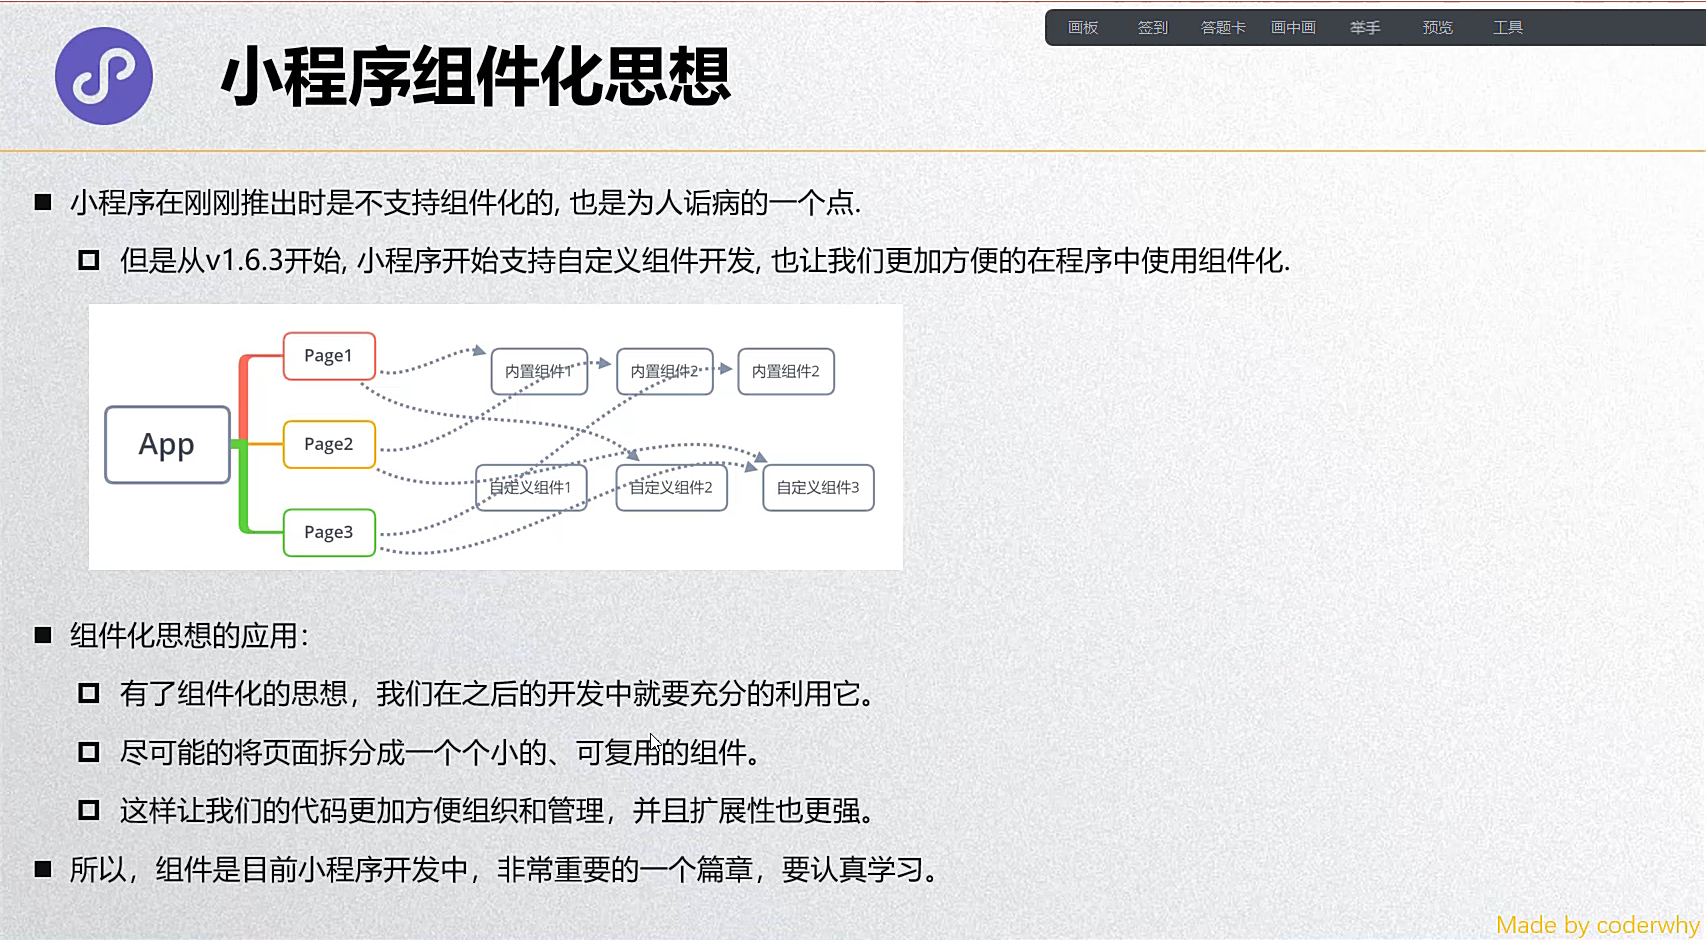 画板 签到 答题卡 画中画 举手 预览 工具
小程序组件化思想
小程序在刚刚推出时是不支持组件化的, 也是为人诟病的一个点.
但是从v1.6.3开始, 小程序开始支持自定义组件开发, 也让我们更加方便的在程序中使用组件化.
App
Page1
Page2
Page3
内置组件1 内置组件2 内置组件2
自定义组件1 自定义组件2 自定义组件3
组件化思想的应用：
有了组件化的思想，我们在之后的开发中就要充分的利用它。
尽可能的将页面拆分成一个个小的、可复用的组件。
这样让我们的代码更加方便组织和管理，并且扩展性也更强。
所以，组件是目前小程序开发中，非常重要的一个篇章，要认真学习。
Made by coderwhy